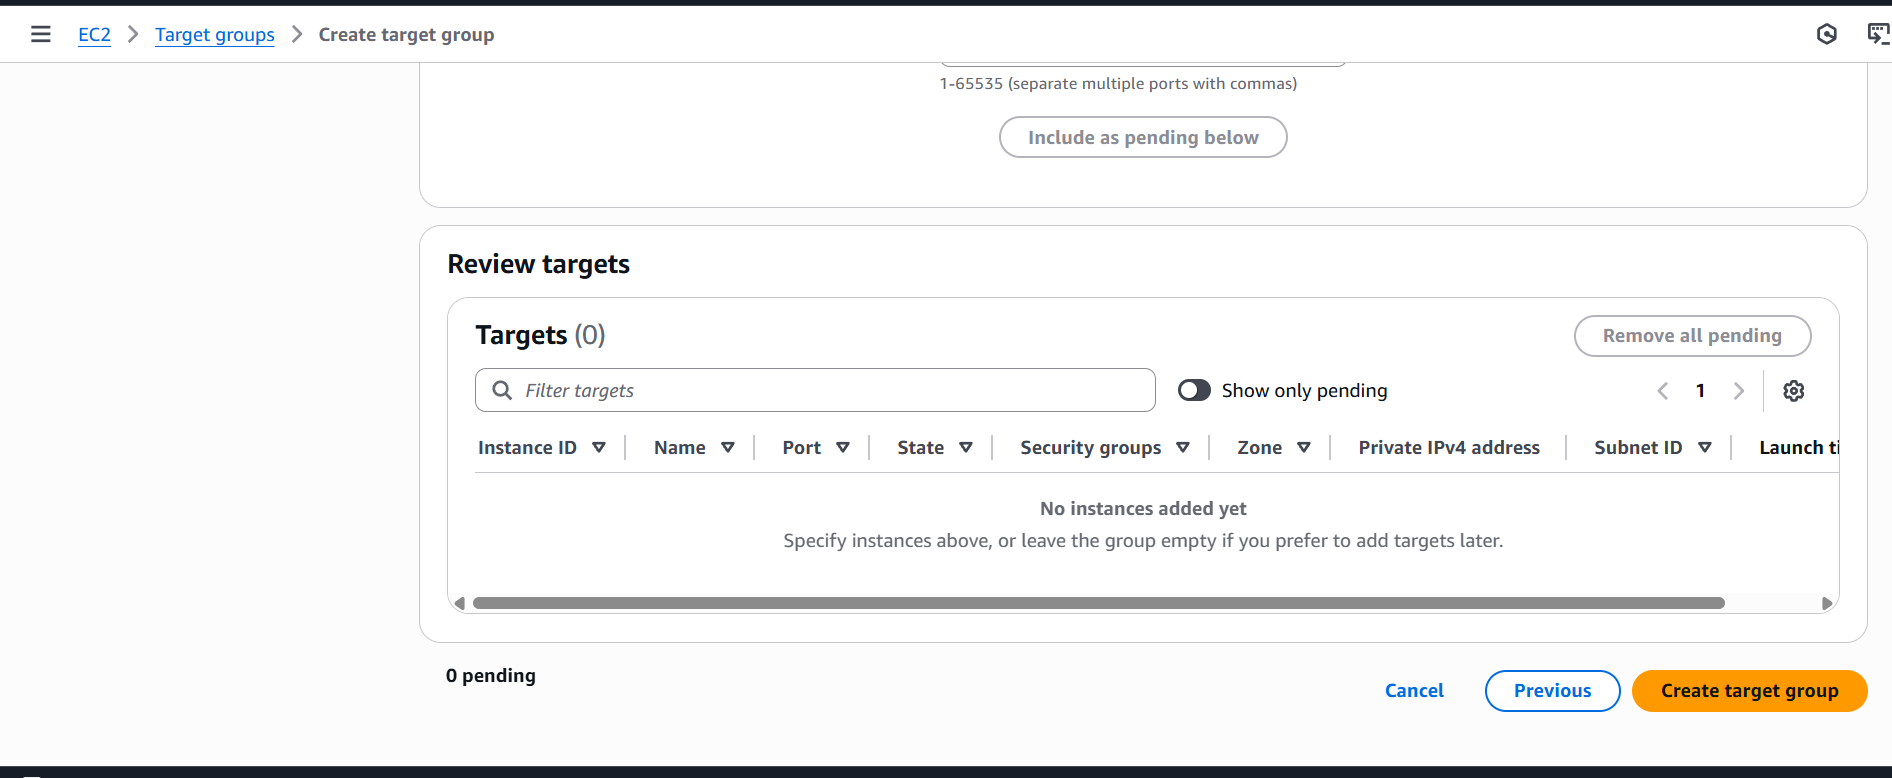 EC2 > Target groups > Create target group
1-65535 (separate multiple ports with commas)
Include as pending below
Review targets
Targets (0)
Remove all pending
Filter targets
Show only pending
1
Instance ID Name Port State Security groups Zone Private IPv4 address Subnet ID Launch ti
No instances added yet
Specify instances above, or leave the group empty if you prefer to add targets later.
0 pending
Cancel
Previous
Create target group